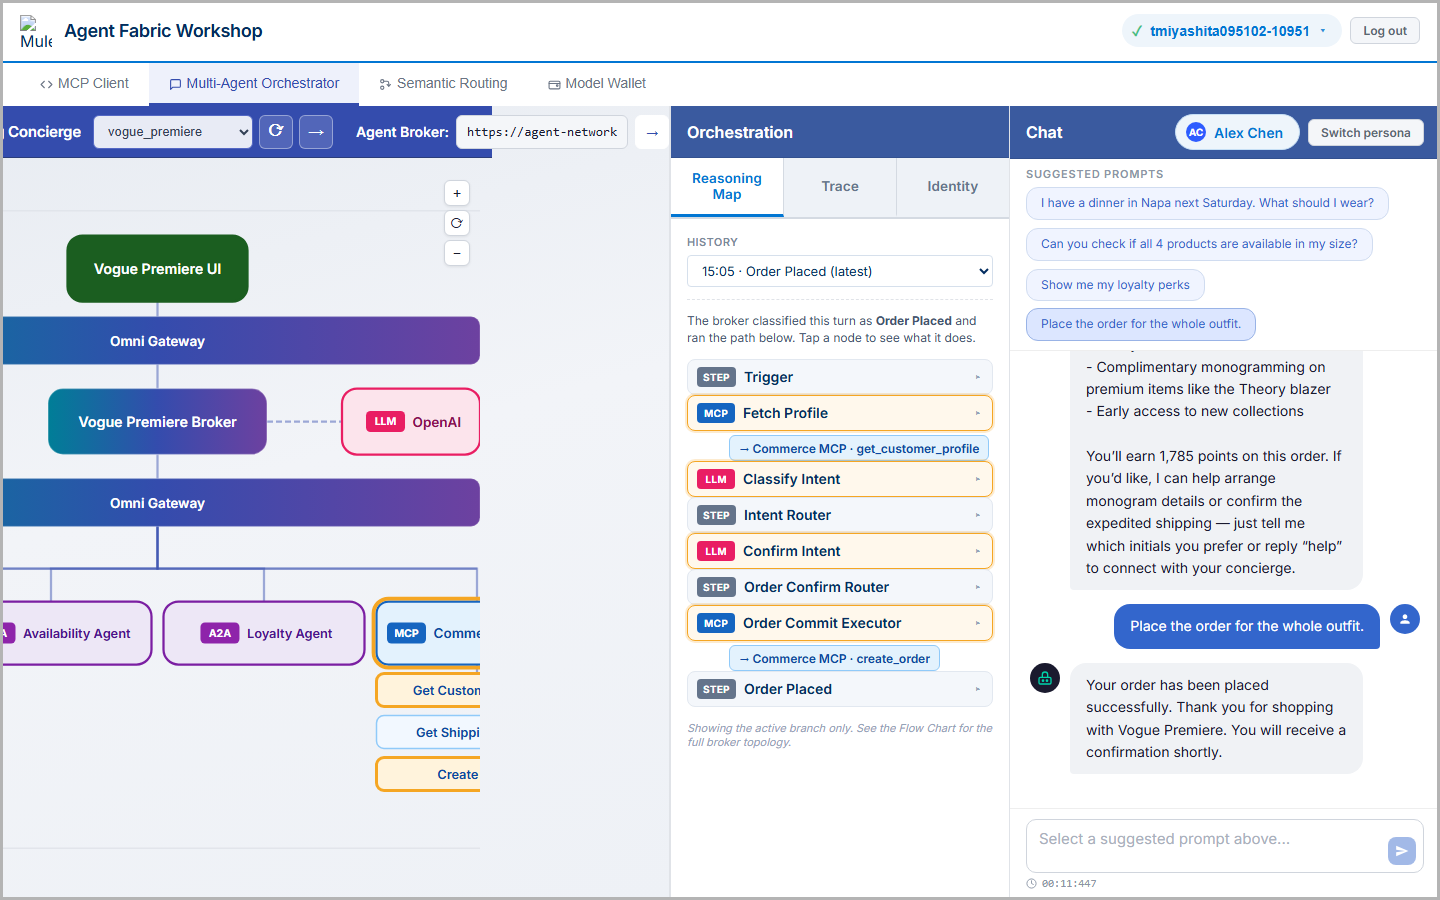 Mule
Agent Fabric Workshop
✓ tmiyashita095102-10951
Log out
MCP Client
Multi-Agent Orchestrator
Semantic Routing
Model Wallet
Concierge
vogue_premiere
Agent Broker:
https://agent-network
→
+
−
Vogue Premiere UI
Omni Gateway
Vogue Premiere Broker
LLM OpenAI
Omni Gateway
Availability Agent
A2A Loyalty Agent
MCP Comme
Get Custon
Get Shippi
Create
Orchestration
Reasoning
Map
Trace
Identity
HISTORY
15:05 · Order Placed (latest)
The broker classified this turn as Order Placed and
ran the path below. Tap a node to see what it does.
STEP Trigger
MCP Fetch Profile
→ Commerce MCP · get_customer_profile
LLM Classify Intent
STEP Intent Router
LLM Confirm Intent
STEP Order Confirm Router
MCP Order Commit Executor
→ Commerce MCP · create_order
STEP Order Placed
Showing the active branch only. See the Flow Chart for the
full broker topology.
Chat
AC Alex Chen
Switch persona
SUGGESTED PROMPTS
I have a dinner in Napa next Saturday. What should I wear?
Can you check if all 4 products are available in my size?
Show me my loyalty perks
Place the order for the whole outfit.
- Complimentary monogramming on
premium items like the Theory blazer
- Early access to new collections
You’ll earn 1,785 points on this order. If
you’d like, I can help arrange
monogram details or confirm the
expedited shipping — just tell me
which initials you prefer or reply “help”
to connect with your concierge.
Place the order for the whole outfit.
Your order has been placed
successfully. Thank you for shopping
with Vogue Premiere. You will receive a
confirmation shortly.
Select a suggested prompt above...
00:11:447